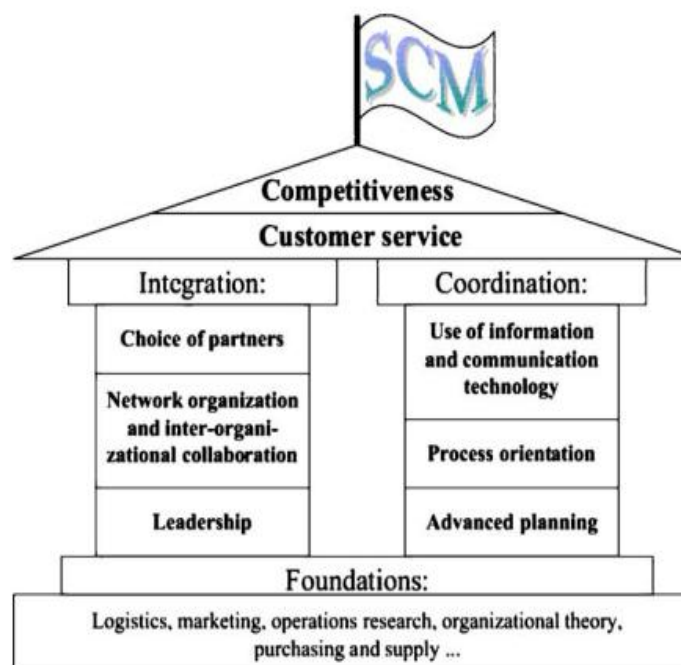 SCM
Competitiveness
Customer service
Integration:
Choice of partners
Network organization
and inter-organi-
zational collaboration
Leadership
Coordination:
Use of information
and communication
technology
Process orientation
Advanced planning
Foundations:
Logistics, marketing, operations research, organizational theory,
purchasing and supply ...